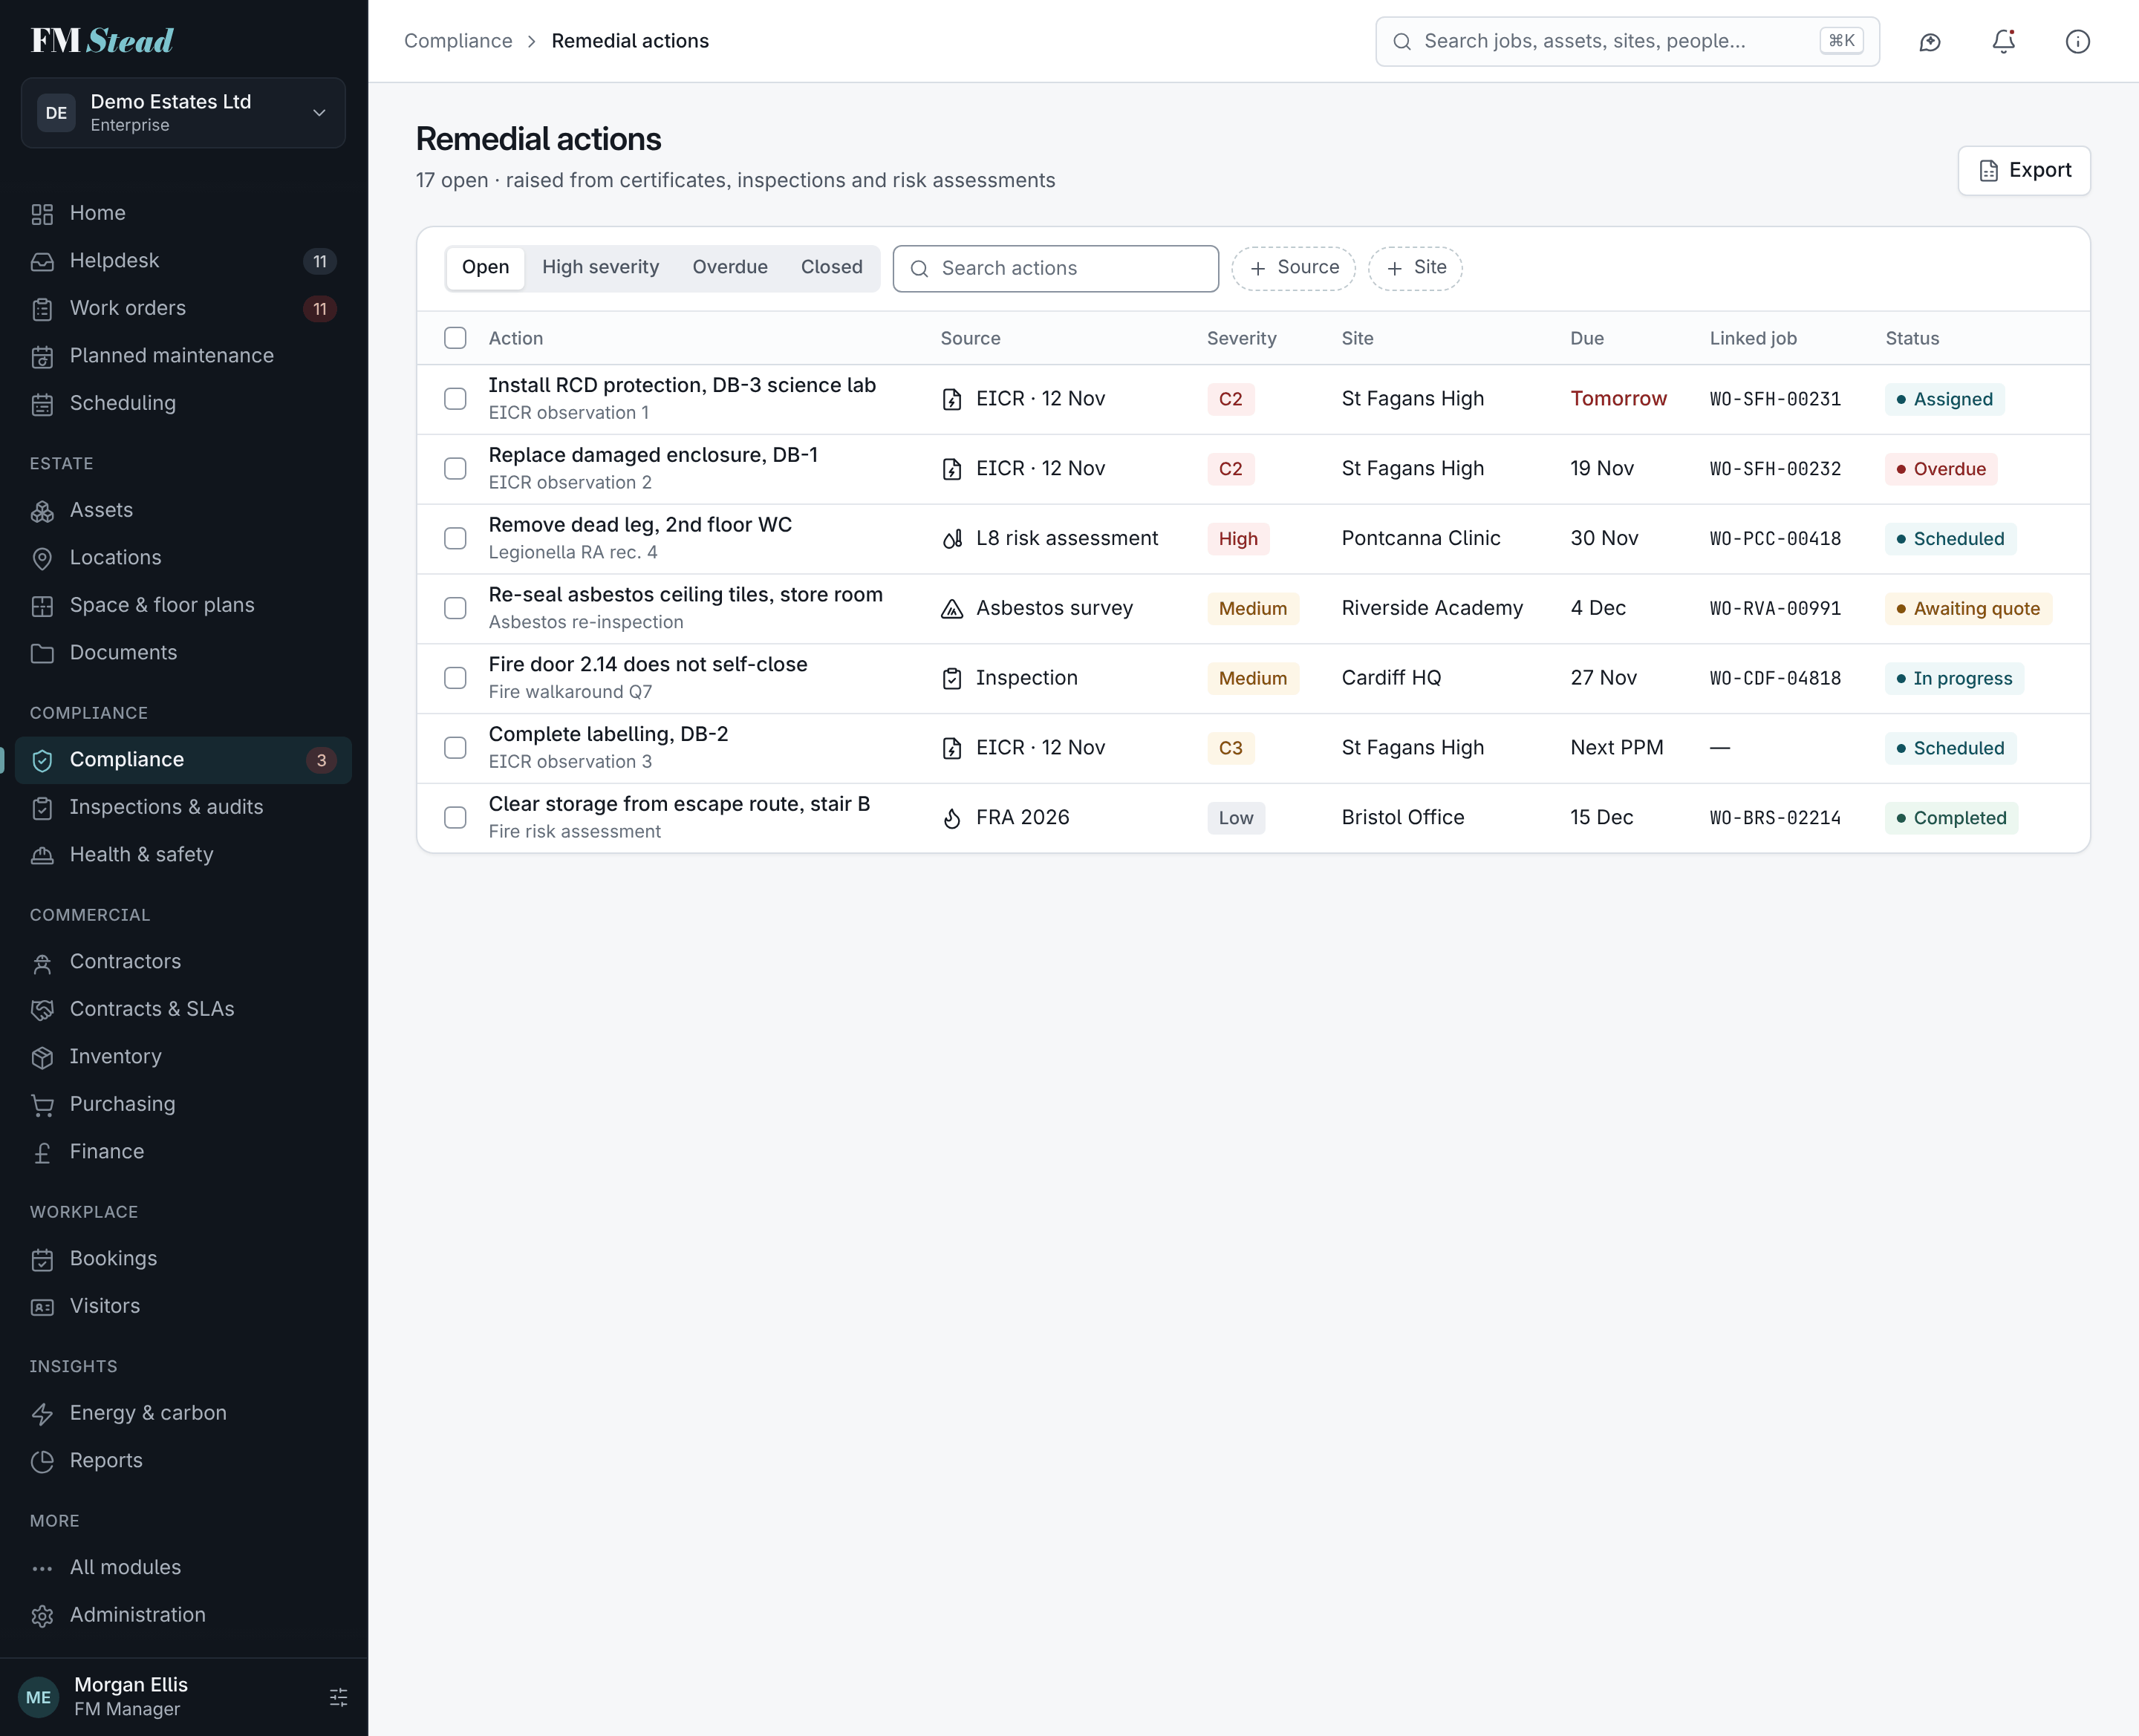 FM Stead
DE
Demo Estates Ltd
Enterprise
Home
Helpdesk 11
Work orders 11
Planned maintenance
Scheduling
ESTATE
Assets
Locations
Space & floor plans
Documents
COMPLIANCE
Compliance 3
Inspections & audits
Health & safety
COMMERCIAL
Contractors
Contracts & SLAs
Inventory
Purchasing
Finance
WORKPLACE
Bookings
Visitors
INSIGHTS
Energy & carbon
Reports
MORE
All modules
Administration
ME
Morgan Ellis
FM Manager
Compliance > Remedial actions
Search jobs, assets, sites, people... ⌘K
Remedial actions
17 open · raised from certificates, inspections and risk assessments
Export
Open High severity Overdue Closed Search actions + Source + Site
Action Source Severity Site Due Linked job Status
Install RCD protection, DB-3 science lab
EICR observation 1
EICR · 12 Nov C2 St Fagans High Tomorrow WO-SFH-00231 Assigned
Replace damaged enclosure, DB-1
EICR observation 2
EICR · 12 Nov C2 St Fagans High 19 Nov WO-SFH-00232 Overdue
Remove dead leg, 2nd floor WC
Legionella RA rec. 4
L8 risk assessment High Pontcanna Clinic 30 Nov WO-PCC-00418 Scheduled
Re-seal asbestos ceiling tiles, store room
Asbestos re-inspection
Asbestos survey Medium Riverside Academy 4 Dec WO-RVA-00991 Awaiting quote
Fire door 2.14 does not self-close
Fire walkaround Q7
Inspection Medium Cardiff HQ 27 Nov WO-CDF-04818 In progress
Complete labelling, DB-2
EICR observation 3
EICR · 12 Nov C3 St Fagans High Next PPM — Scheduled
Clear storage from escape route, stair B
Fire risk assessment
FRA 2026 Low Bristol Office 15 Dec WO-BRS-02214 Completed